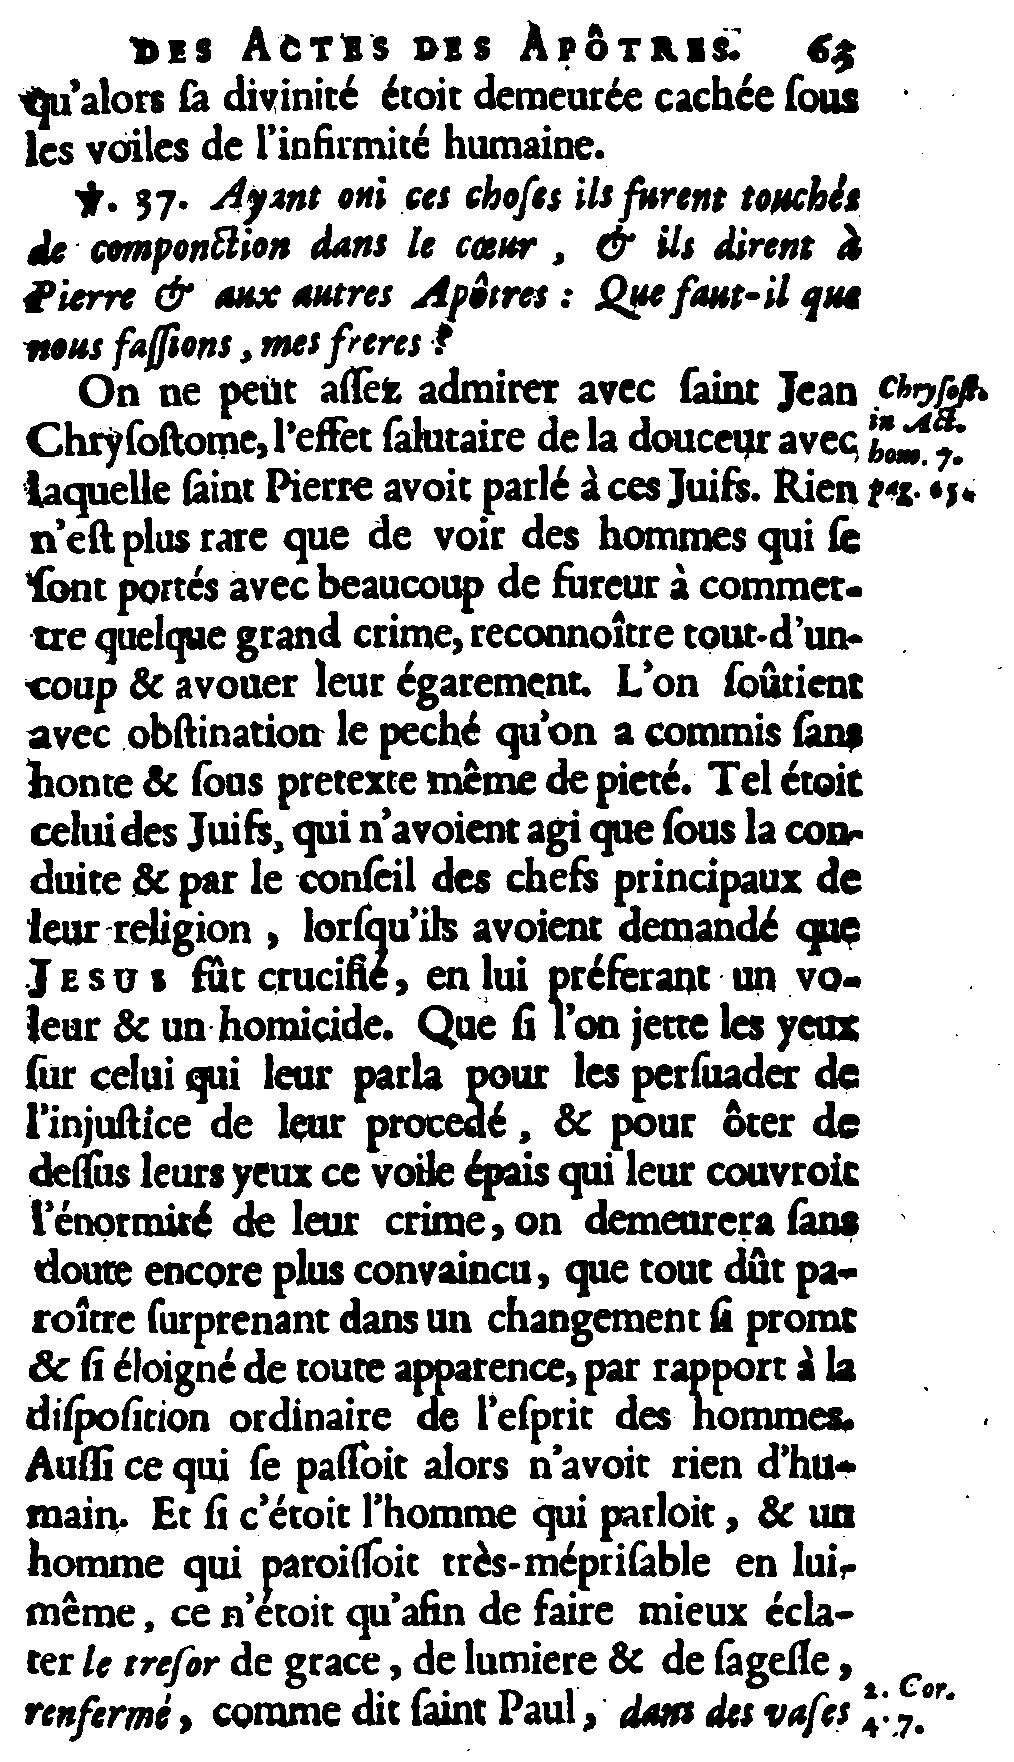 DES ACTES DES APÔTRES. 63
qu'alors ſa divinité étoit demeurée cachée ſous
les voiles de l'infirmité humaine.
℣. 37. Ayant oui ces choſes ils furent touchés
de componction dans le cœur, & ils dirent à
Pierre & aux autres Apôtres : Que faut-il que
nous faſſions, mes freres ?
On ne peut aſſez admirer avec ſaint Jean
Chryſoſtome, l'effet ſalutaire de la douceur avec
laquelle ſaint Pierre avoit parlé à ces Juifs. Rien
n'eſt plus rare que de voir des hommes qui ſe
ſont portés avec beaucoup de fureur à commet-
tre quelque grand crime, reconnoître tout-d'un-
coup & avouer leur égarement. L'on ſoûtient
avec obſtination le peché qu'on a commis ſans
honte & ſous pretexte même de pieté. Tel étoit
celui des Juifs, qui n'avoient agi que ſous la con-
duite & par le conſeil des chefs principaux de
leur religion, lorſqu'ils avoient demandé que
JESUS fût crucifié, en lui préferant un vo-
leur & un homicide. Que ſi l'on jette les yeux
ſur celui qui leur parla pour les perſuader de
l'injuſtice de leur procedé, & pour ôter de
deſſus leurs yeux ce voile épais qui leur couvroit
l'énormité de leur crime, on demeurera ſans
doute encore plus convaincu, que tout dût pa-
roître ſurprenant dans un changement ſi promt
& ſi éloigné de toute apparence, par rapport à la
diſpoſition ordinaire de l'eſprit des hommes.
Auſſi ce qui ſe paſſoit alors n'avoit rien d'hu-
main. Et ſi c'étoit l'homme qui parloit, & un
homme qui paroiſſoit très-mépriſable en lui-
même, ce n'étoit qu'afin de faire mieux écla-
ter le treſor de grace, de lumiere & de ſageſſe,
renfermé, comme dit ſaint Paul, dans des vaſes
Chryſoſt.
in Act.
hom. 7.
pag. 65.
2. Cor.
4. 7.